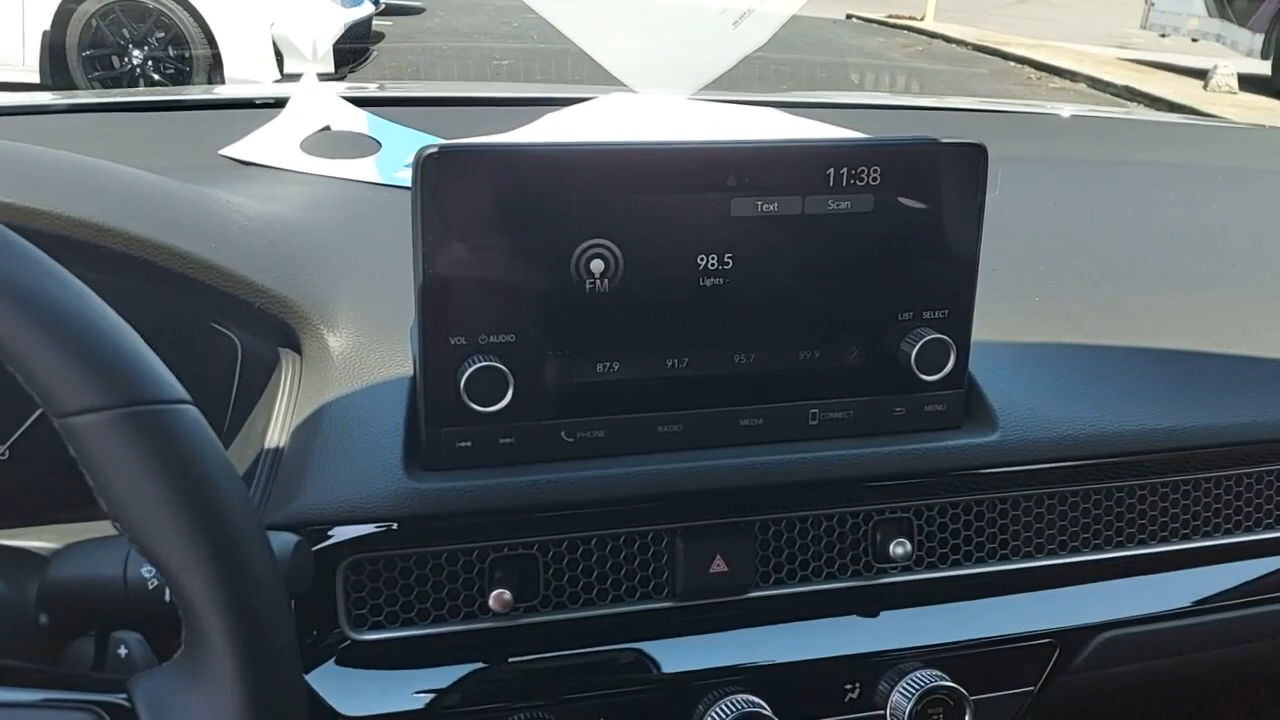 11:38
Text Scan
FM
98.5
Lights -
LIST SELECT
VOL AUDIO
87.9 91.7 95.7 99.9
PHONE RADIO MEDIA CONNECT MENU
MODE